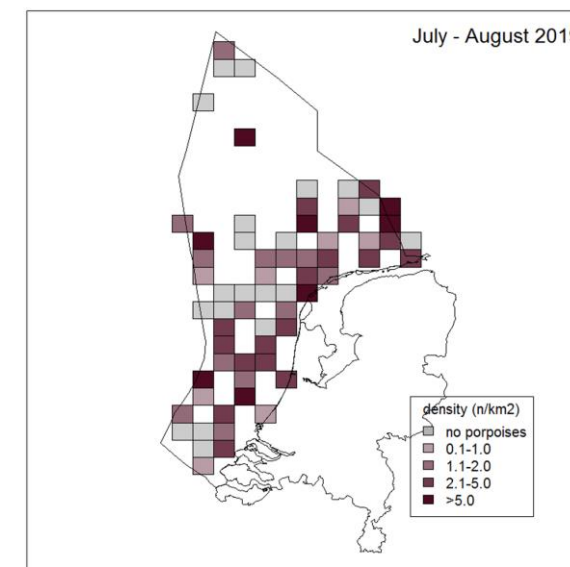 July - August 201
density (n/km2)
no porpoises
0.1-1.0
1.1-2.0
2.1-5.0
>5.0